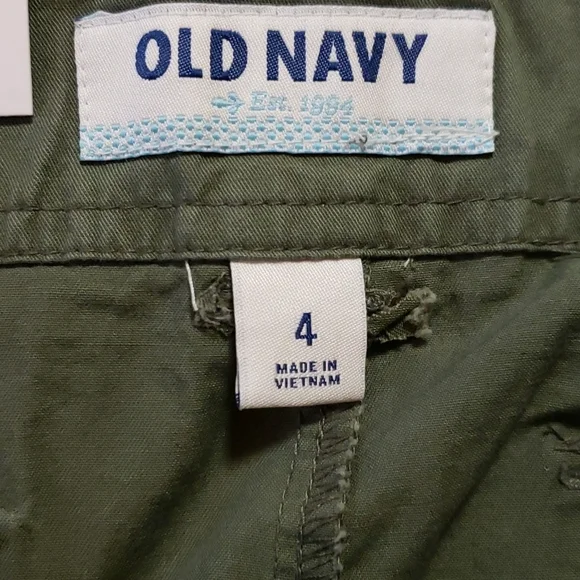 OLD NAVY
Est. 1994
4
MADE IN
VIETNAM